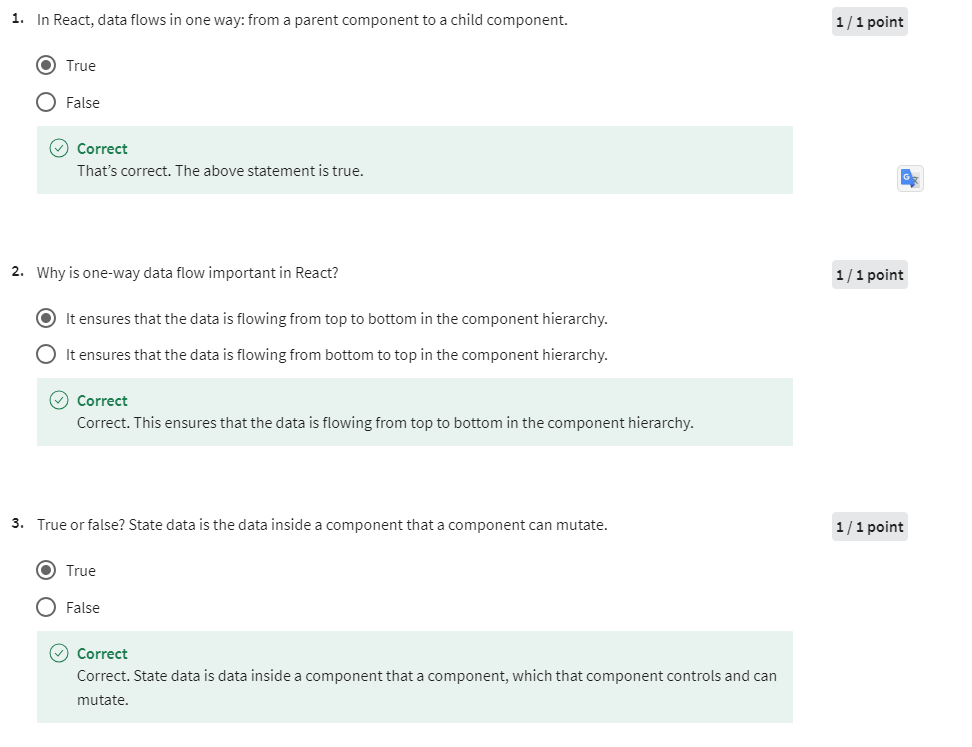 1. In React, data flows in one way: from a parent component to a child component.
1 / 1 point
True
False
Correct
That’s correct. The above statement is true.
G
2. Why is one-way data flow important in React?
1 / 1 point
It ensures that the data is flowing from top to bottom in the component hierarchy.
It ensures that the data is flowing from bottom to top in the component hierarchy.
Correct
Correct. This ensures that the data is flowing from top to bottom in the component hierarchy.
3. True or false? State data is the data inside a component that a component can mutate.
1 / 1 point
True
False
Correct
Correct. State data is data inside a component that a component, which that component controls and can
mutate.